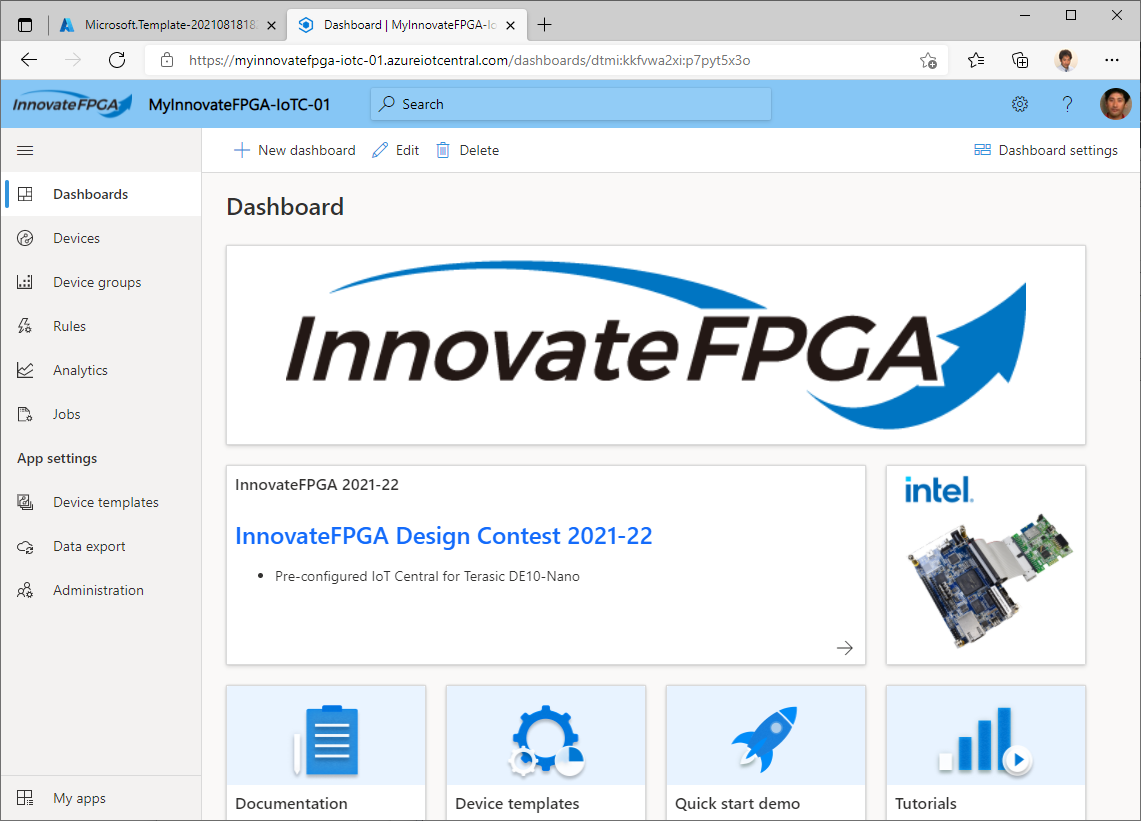 Microsoft.Template-2021081818
Dashboard | MyInnovateFPGA-Io
https://myinnovatefpga-iotc-01.azureiotcentral.com/dashboards/dtmi:kkfvwa2xi:p7pyt5x3o
InnovateFPGA
MyInnovateFPGA-IoTC-01
Search
?
New dashboard
Edit
Delete
Dashboard settings
Dashboards
Devices
Device groups
Rules
Analytics
Jobs
App settings
Device templates
Data export
Administration
My apps
Dashboard
InnovateFPGA
InnovateFPGA 2021-22
InnovateFPGA Design Contest 2021-22
• Pre-configured IoT Central for Terasic DE10-Nano
intel.
Documentation
Device templates
Quick start demo
Tutorials